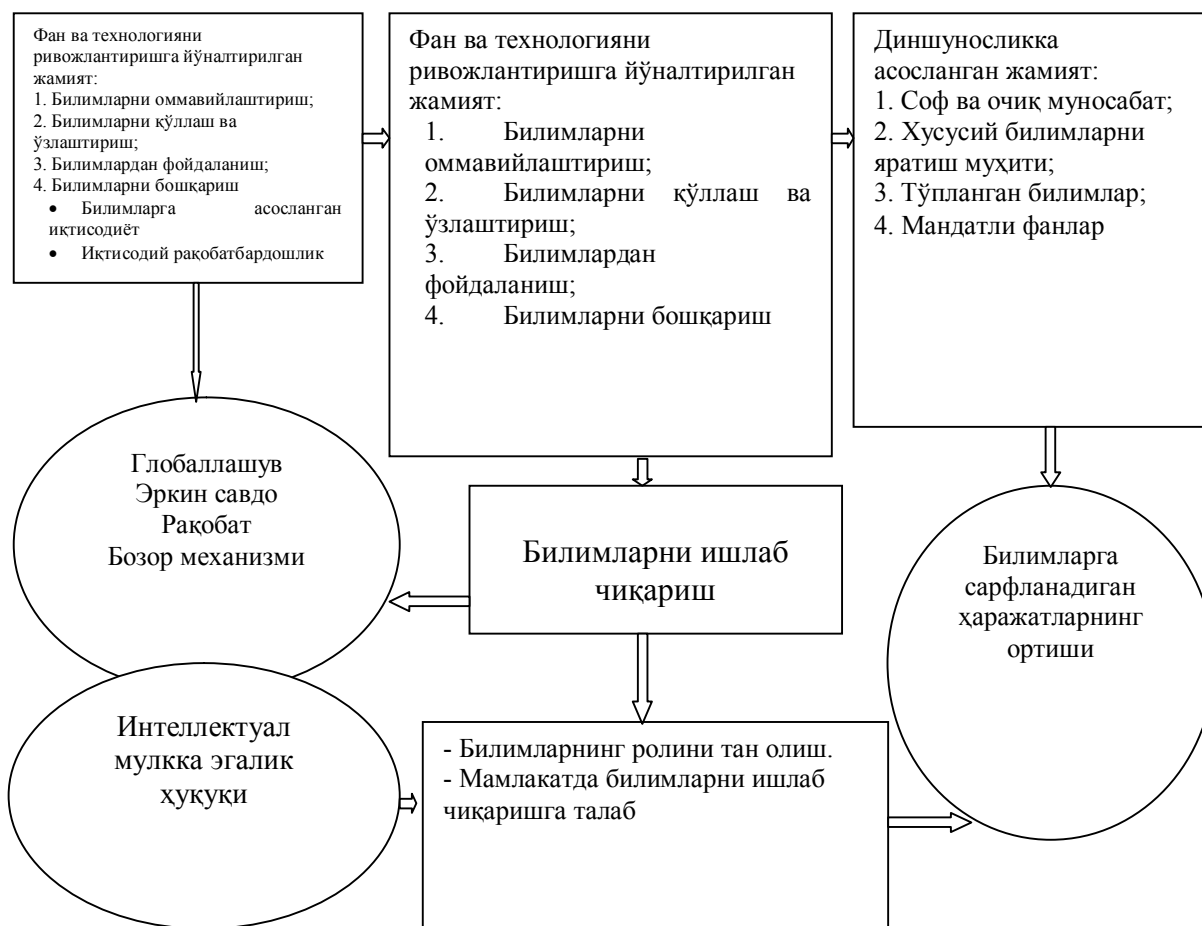 Фан ва технологияни
ривожлантиришга йўналтирилган
жамият:
1. Билимларни оммавийлаштириш;
2. Билимларни қўллаш ва
ўзлаштириш;
3. Билимлардан фойдаланиш;
4. Билимларни бошқариш
• Билимларга асосланган
иқтисодиёт
• Иқтисодий рақобатбардошлик
Фан ва технологияни
ривожлантиришга йўналтирилган
жамият:
1. Билимларни
оммавийлаштириш;
2. Билимларни қўллаш ва
ўзлаштириш;
3. Билимлардан
фойдаланиш;
4. Билимларни бошқариш
Диншуносликка
асосланган жамият:
1. Соф ва очиқ муносабат;
2. Хусусий билимларни
яратиш муҳити;
3. Тўпланган билимлар;
4. Мандатли фанлар
Глобаллашув
Эркин савдо
Рақобат
Бозор механизми
Билимларни ишлаб
чиқариш
Билимларга
сарфланадиган
ҳаражатларнинг
ортиши
Интеллектуал
мулкка эгалик
ҳуқуқи
- Билимларнинг ролини тан олиш.
- Мамлакатда билимларни ишлаб
чиқаришга талаб